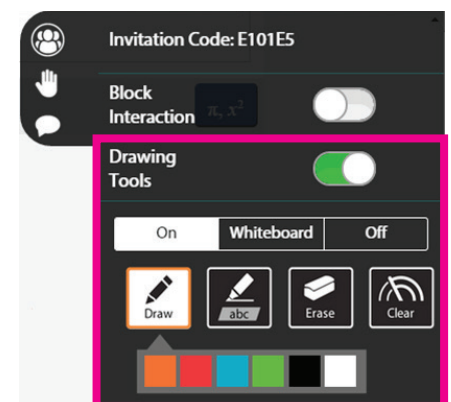 Invitation Code: E101E5
Block
Interaction
π, x²
Drawing
Tools
On Whiteboard Off
Draw abc Erase Clear